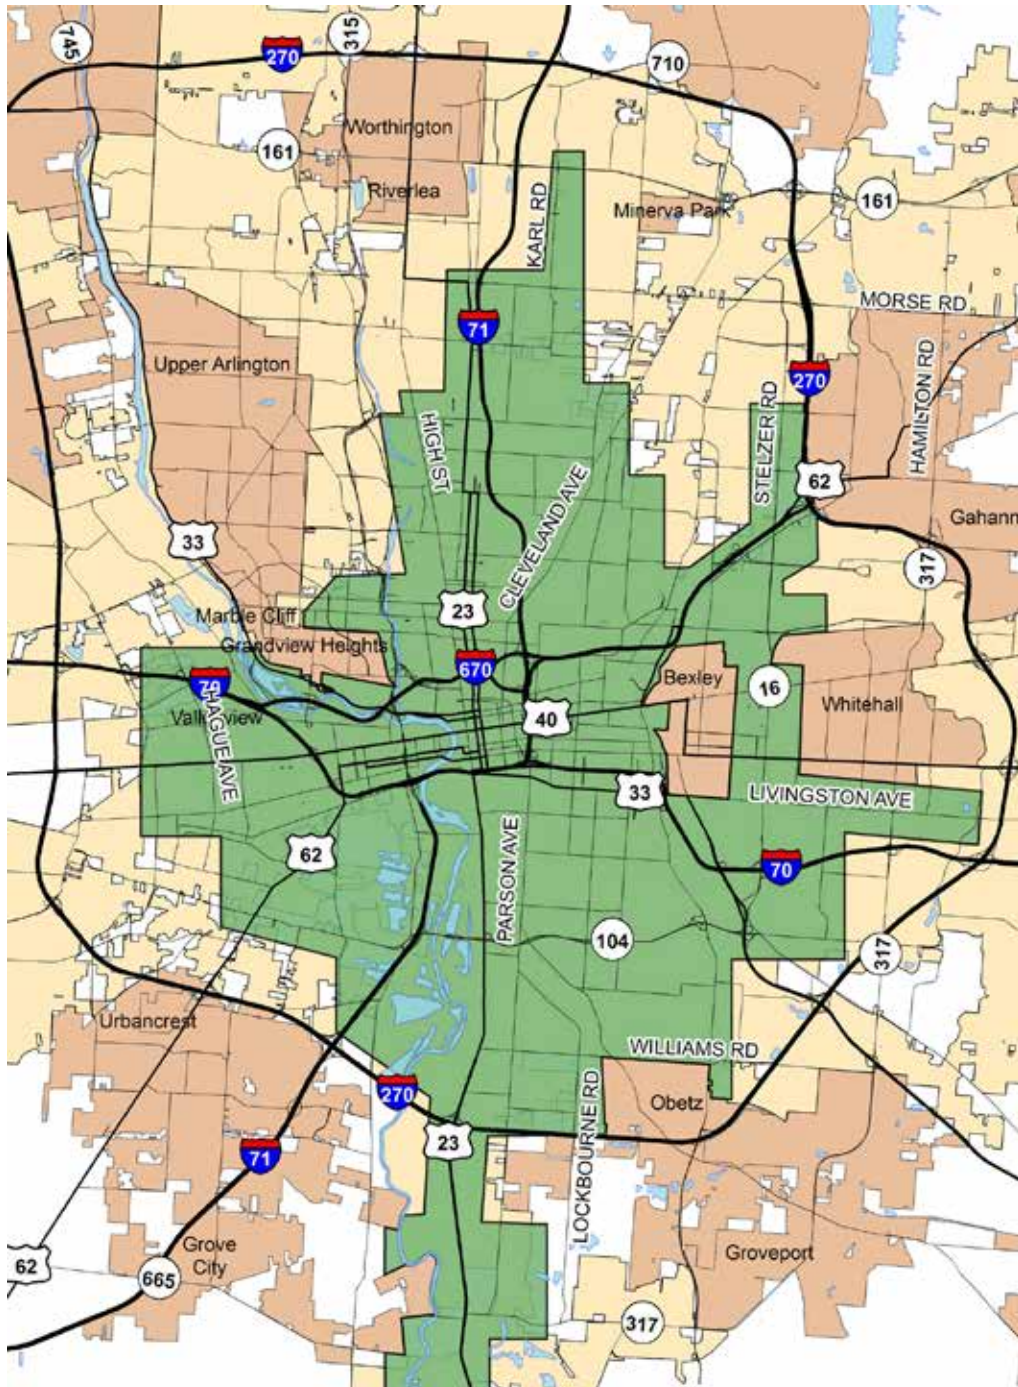 745
315
270
710
Worthington
161
Riverlea
161
KARL RD
Minerva Park
MORSE RD
71
Upper Arlington
270
HAMILTON RD
STELZER RD
HIGH ST
62
CLEVELAND AVE
33
Gahann
317
Marble Cliff
23
Grandview Heights
670
Bexley
70
16
Valleyview
HAGUE AVE
40
Whitehall
33
LIVINGSTON AVE
62
70
PARSON AVE
104
317
Urbancrest
WILLIAMS RD
270
Obetz
LOCKBOURNE RD
23
71
Grove
City
62
665
Groveport
317